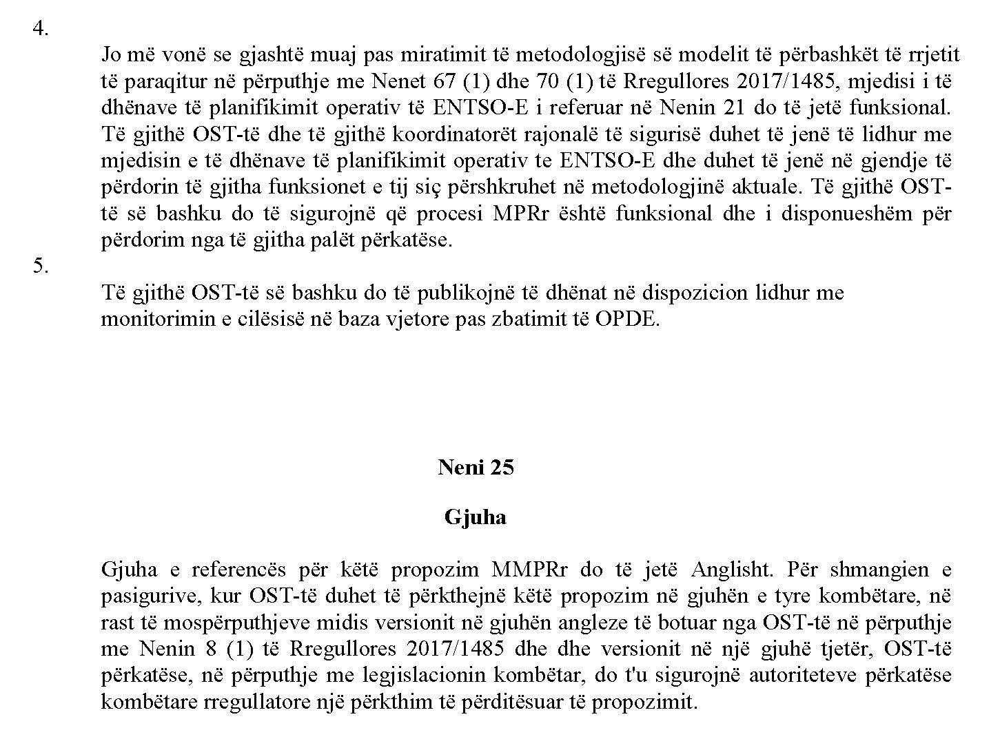 4.
Jo më vonë se gjashtë muaj pas miratimit të metodologjisë së modelit të përbashkët të rrjetit
të paraqitur në përputhje me Nenet 67 (1) dhe 70 (1) të Rregullores 2017/1485, mjedisi i të
dhënave të planifikimit operativ të ENTSO-E i referuar në Nenin 21 do të jetë funksional.
Të gjithë OST-të dhe të gjithë koordinatorët rajonalë të sigurisë duhet të jenë të lidhur me
mjedisin e të dhënave të planifikimit operativ te ENTSO-E dhe duhet të jenë në gjendje të
përdorin të gjitha funksionet e tij siç përshkruhet në metodologjinë aktuale. Të gjithë OST-
të së bashku do të sigurojnë që procesi MPRr është funksional dhe i disponueshëm për
përdorim nga të gjitha palët përkatëse.
5.
Të gjithë OST-të së bashku do të publikojnë të dhënat në dispozicion lidhur me
monitorimin e cilësisë në baza vjetore pas zbatimit të OPDE.
Neni 25
Gjuha
Gjuha e referencës për këtë propozim MMPRr do të jetë Anglisht. Për shmangien e
pasigurive, kur OST-të duhet të përkthejnë këtë propozim në gjuhën e tyre kombëtare, në
rast të mospërputhjeve midis versionit në gjuhën angleze të botuar nga OST-të në përputhje
me Nenin 8 (1) të Rregullores 2017/1485 dhe dhe versionit në një gjuhë tjetër, OST-të
përkatëse, në përputhje me legjislacionin kombëtar, do t'u sigurojnë autoriteteve përkatëse
kombëtare rregullatore një përkthim të përditësuar të propozimit.